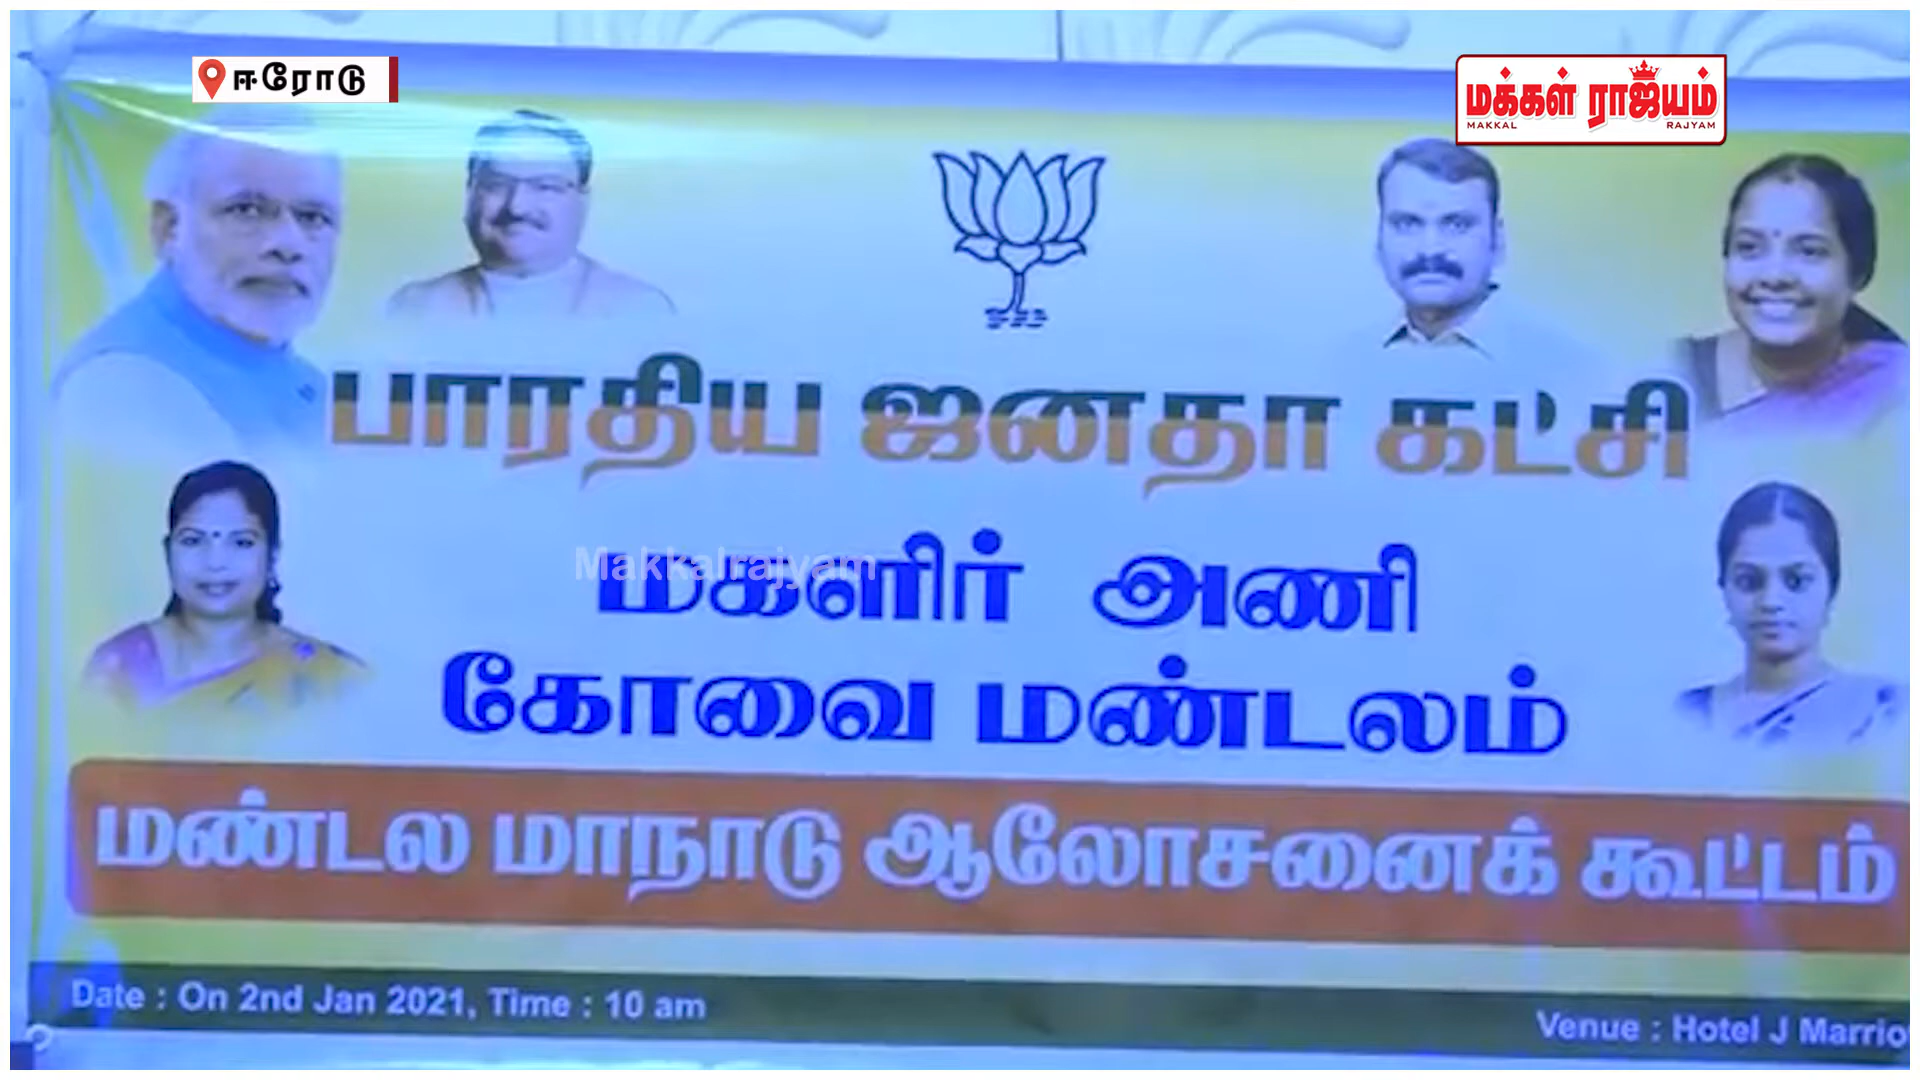 ஈரோடு
மக்கள் ராஜ்யம்
MAKKAL RAJYAM
பாரதிய ஜனதா கட்சி
Makkalrajyam
மகளிர் அணி
கோவை மண்டலம்
மண்டல மாநாடு ஆலோசனைக் கூட்டம்
Date : On 2nd Jan 2021, Time : 10 am
Venue : Hotel J Marrio